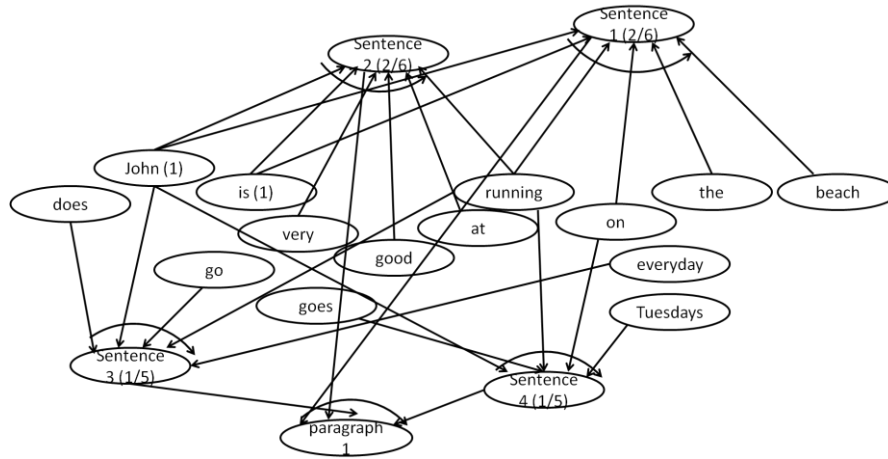 Sentence
1 (2/6)
Sentence
2 (2/6)
John (1)
is (1)
running
the
beach
does
very
at
on
good
go
everyday
goes
Tuesdays
Sentence
3 (1/5)
Sentence
4 (1/5)
paragraph
1